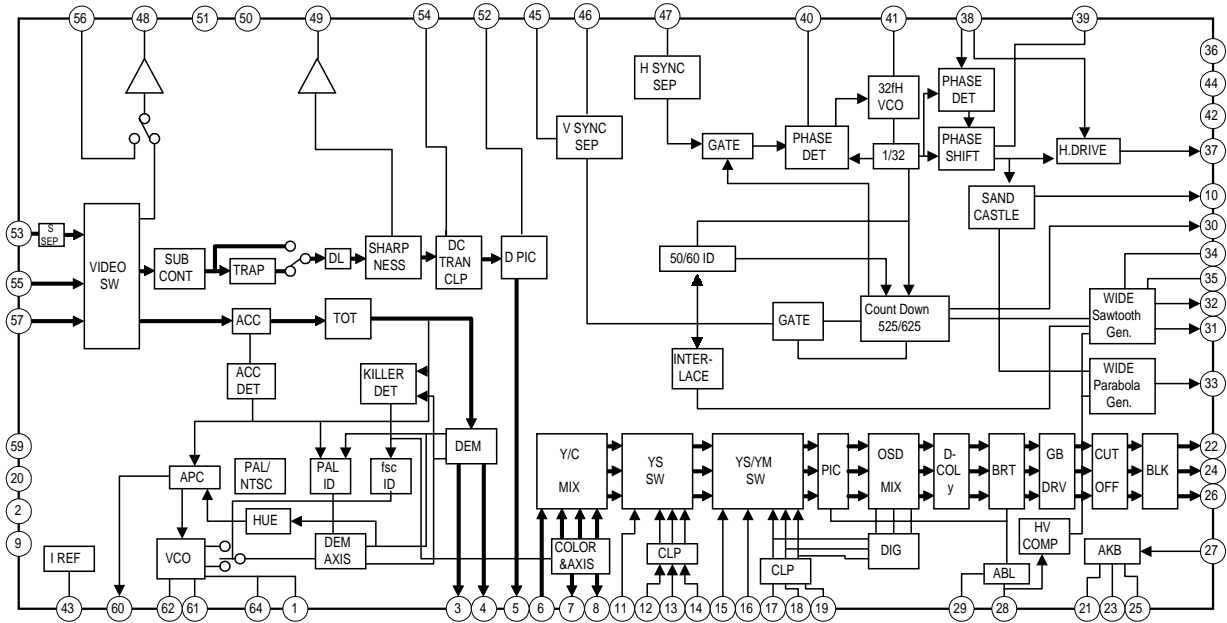 56
48
51
50
49
54
52
45
46
47
40
41
38
39
36
44
42
37
10
30
34
35
32
31
33
22
24
26
27
53
55
57
59
20
2
9
H SYNC
SEP
V SYNC
SEP
GATE
PHASE
DET
32fH
VCO
1/32
PHASE
DET
PHASE
SHIFT
H.DRIVE
SAND
CASTLE
S
SEP
VIDEO
SW
SUB
CONT
TRAP
DL
SHARP
NESS
DC
TRAN
CLP
D PIC
50/60 ID
GATE
Count Down
525/625
INTER-
LACE
WIDE
Sawtooth
Gen.
WIDE
Parabola
Gen.
ACC
TOT
ACC
DET
KILLER
DET
DEM
APC
PAL/
NTSC
PAL
ID
fsc
ID
HUE
VCO
DEM
AXIS
I REF
Y/C
MIX
YS
SW
YS/YM
SW
PIC
OSD
MIX
D-
COL
y
BRT
GB
DRV
CUT
OFF
BLK
COLOR
&AXIS
CLP
CLP
DIG
HV
COMP
ABL
AKB
43
60
62
61
64
1
3
4
5
6
7
8
11
12
13
14
15
16
17
18
19
29
28
21
23
25